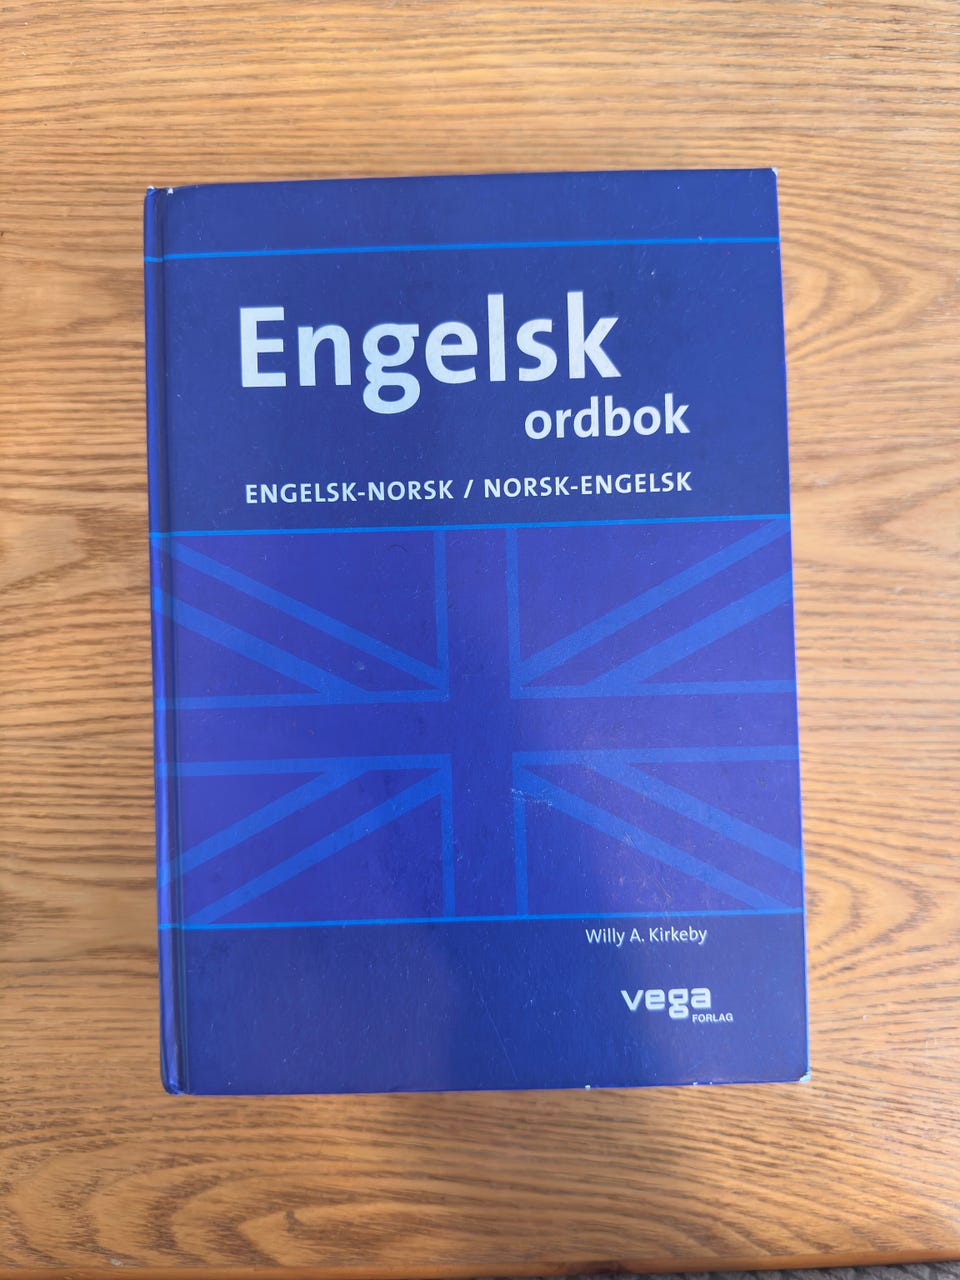 Engelsk
ordbok
ENGELSK-NORSK / NORSK-ENGELSK
Willy A. Kirkeby
vega
FORLAG